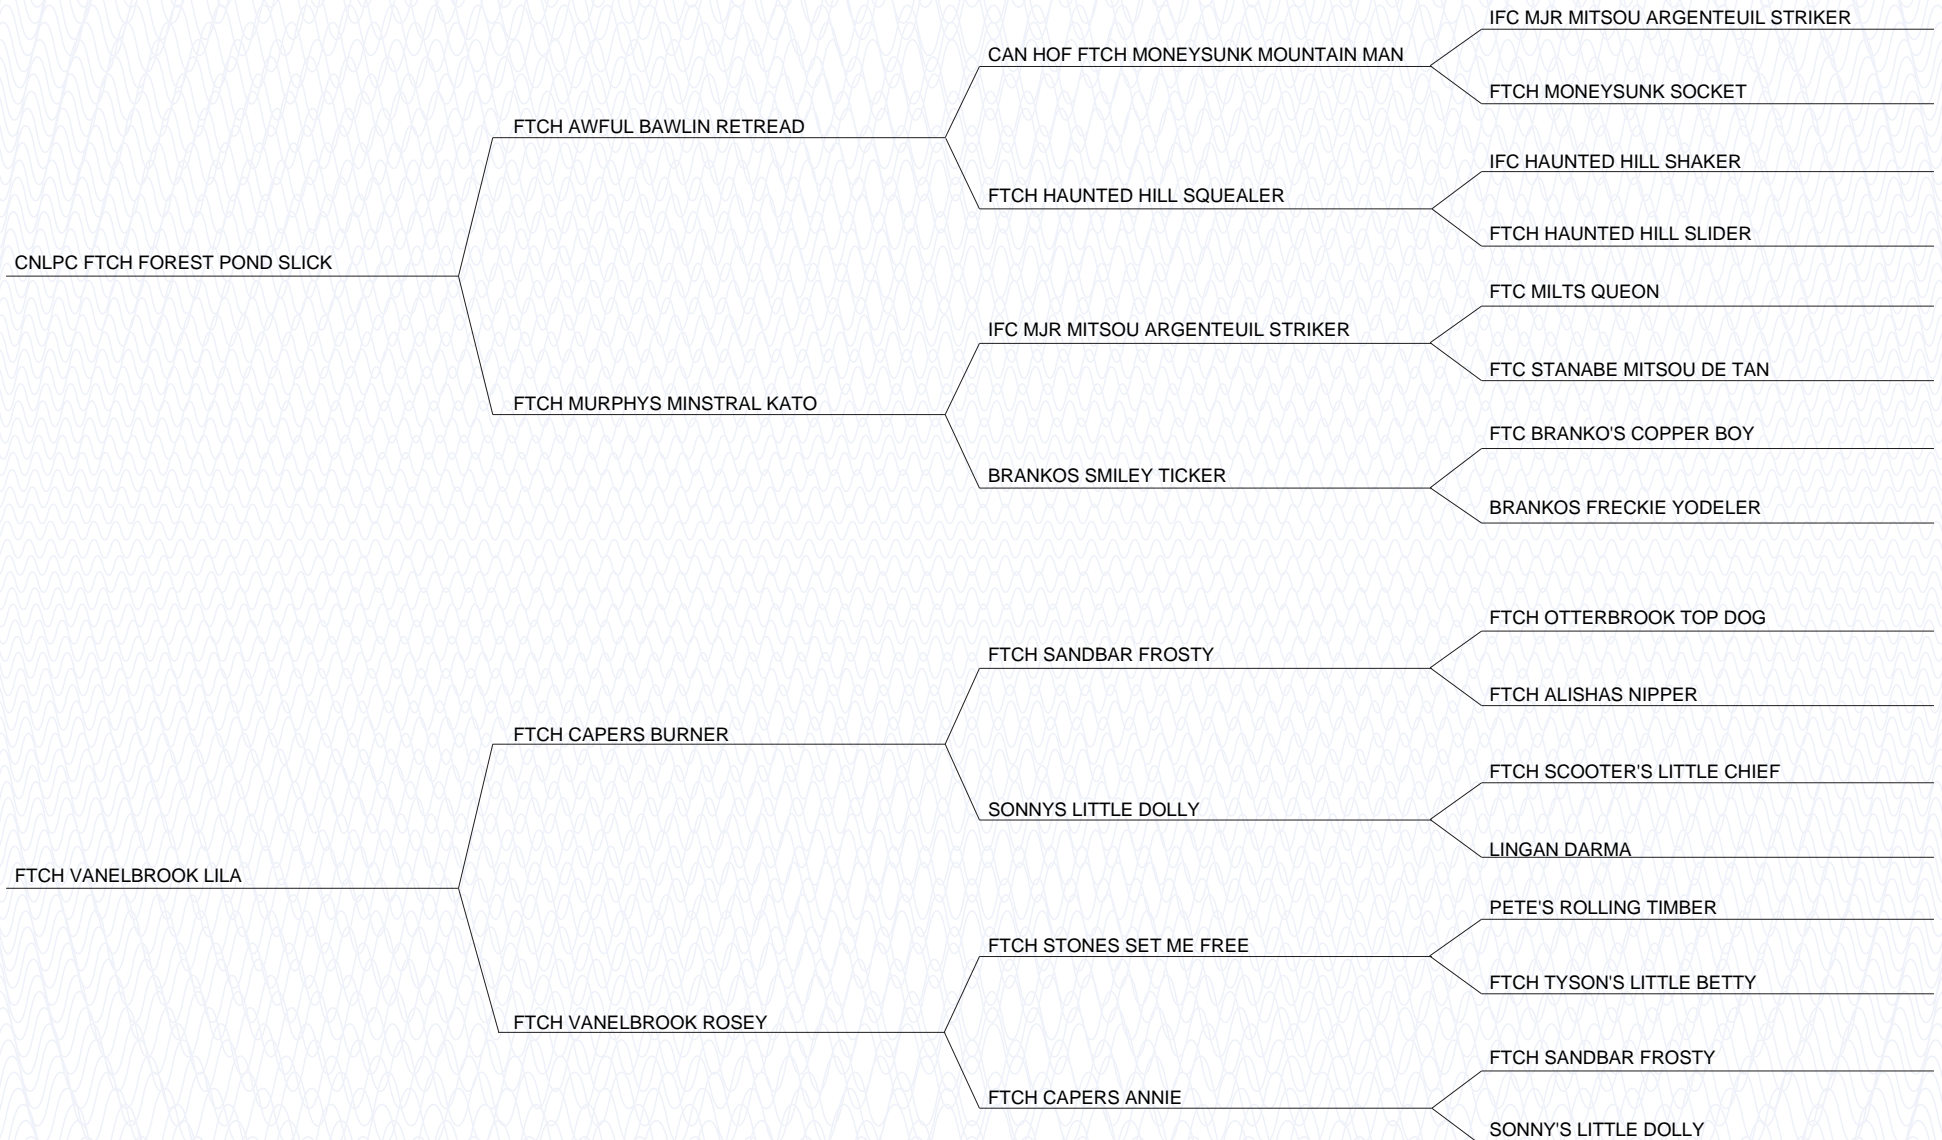 IFC MJR MITSOU ARGENTEUIL STRIKER
CAN HOF FTCH MONEYSUNK MOUNTAIN MAN
FTCH MONEYSUNK SOCKET
FTCH AWFUL BAWLIN RETREAD
IFC HAUNTED HILL SHAKER
FTCH HAUNTED HILL SQUEALER
FTCH HAUNTED HILL SLIDER
CNLPC FTCH FOREST POND SLICK
FTC MILTS QUEON
IFC MJR MITSOU ARGENTEUIL STRIKER
FTC STANABE MITSOU DE TAN
FTCH MURPHYS MINSTRAL KATO
FTC BRANKO'S COPPER BOY
BRANKOS SMILEY TICKER
BRANKOS FRECKIE YODELER
FTCH OTTERBROOK TOP DOG
FTCH SANDBAR FROSTY
FTCH ALISHAS NIPPER
FTCH CAPERS BURNER
FTCH SCOOTER'S LITTLE CHIEF
SONNYS LITTLE DOLLY
LINGAN DARMA
FTCH VANELBROOK LILA
PETE'S ROLLING TIMBER
FTCH STONES SET ME FREE
FTCH TYSON'S LITTLE BETTY
FTCH VANELBROOK ROSEY
FTCH SANDBAR FROSTY
FTCH CAPERS ANNIE
SONNY'S LITTLE DOLLY